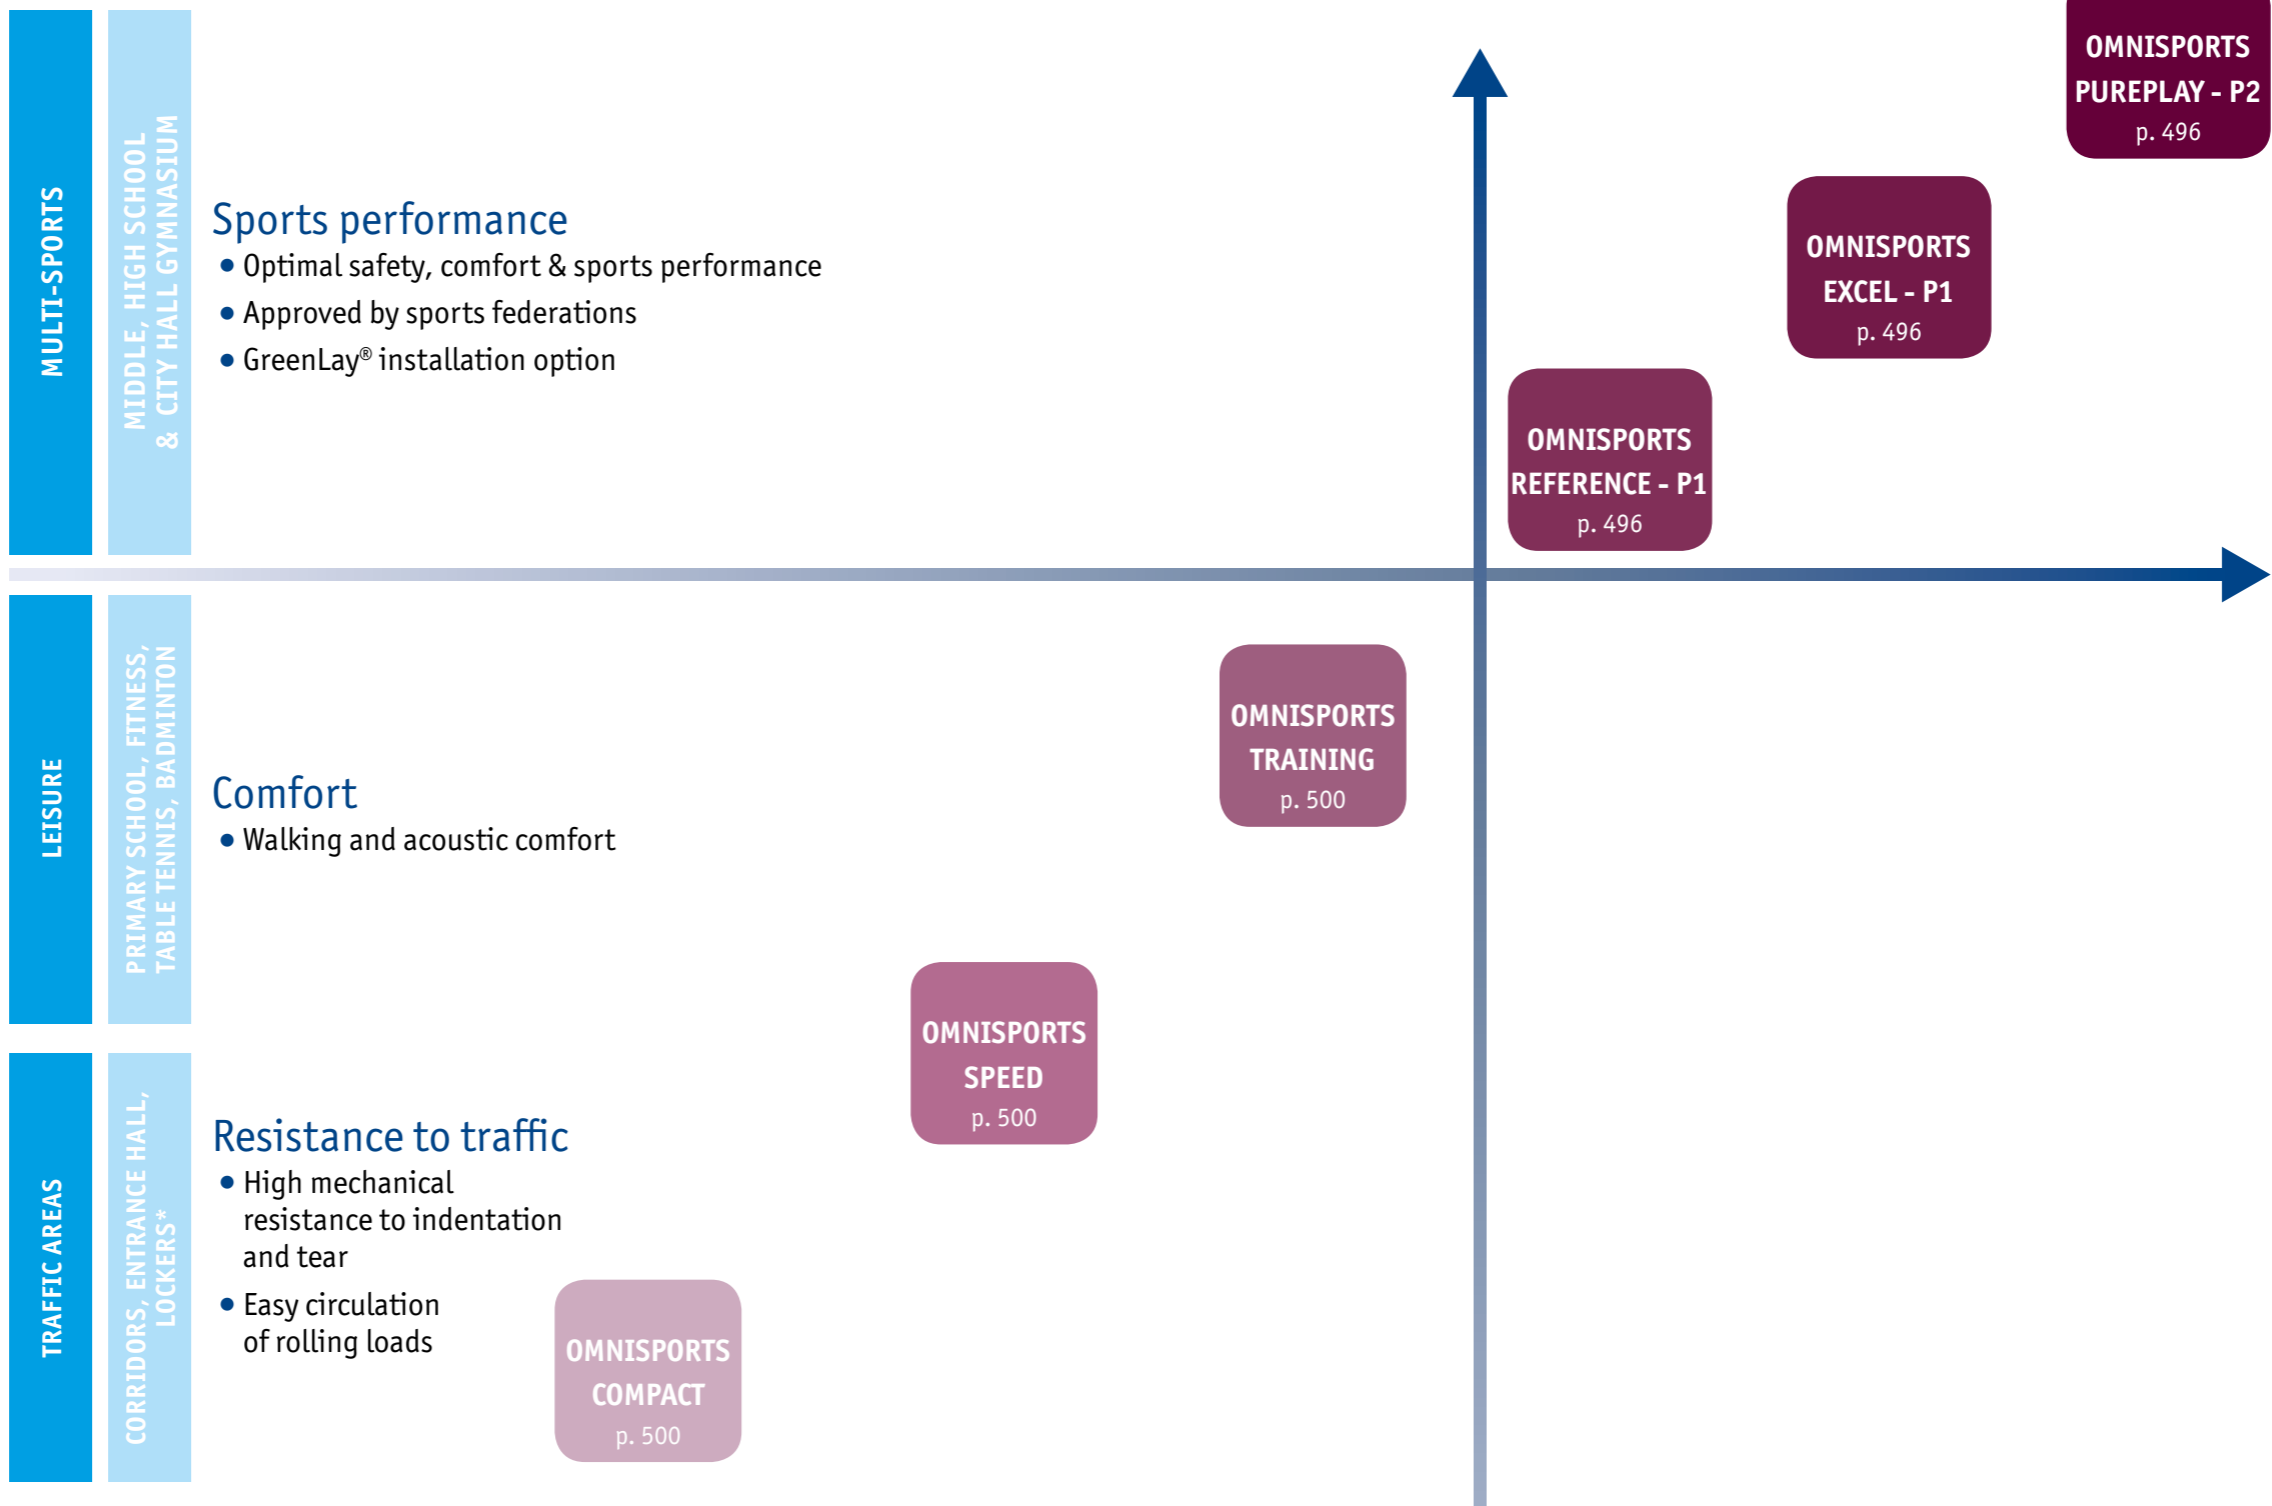 MULTI-SPORTS
MIDDLE, HIGH SCHOOL
& CITY HALL GYMNASIUM
Sports performance
• Optimal safety, comfort & sports performance
• Approved by sports federations
• GreenLay® installation option
OMNISPORTS
PUREPLAY - P2
p. 496
OMNISPORTS
EXCEL - P1
p. 496
OMNISPORTS
REFERENCE - P1
p. 496
LEISURE
PRIMARY SCHOOL, FITNESS,
TABLE TENNIS, BADMINTON
Comfort
• Walking and acoustic comfort
OMNISPORTS
TRAINING
p. 500
OMNISPORTS
SPEED
p. 500
TRAFFIC AREAS
CORRIDORS, ENTRANCE HALL,
LOCKERS*
Resistance to traffic
• High mechanical
resistance to indentation
and tear
• Easy circulation
of rolling loads
OMNISPORTS
COMPACT
p. 500